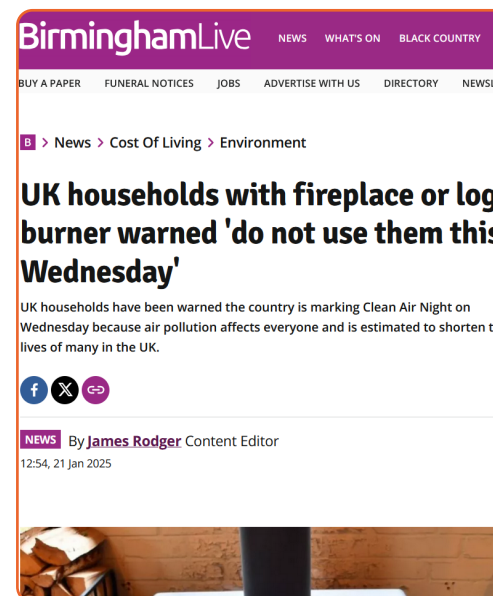 BirminghamLive NEWS WHAT'S ON BLACK COUNTRY
BUY A PAPER FUNERAL NOTICES JOBS ADVERTISE WITH US DIRECTORY NEWSL
B > News > Cost Of Living > Environment
UK households with fireplace or log
burner warned 'do not use them this
Wednesday'
UK households have been warned the country is marking Clean Air Night on
Wednesday because air pollution affects everyone and is estimated to shorten t
lives of many in the UK.
NEWS By James Rodger Content Editor
12:54, 21 Jan 2025